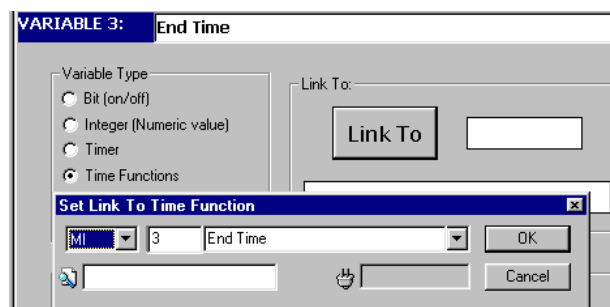 VARIABLE 3: End Time
Variable Type
Link To:
Bit (on/off)
Integer (Numeric value)
Link To
Timer
Time Functions
Set Link To Time Function
MI 3 End Time OK
Cancel